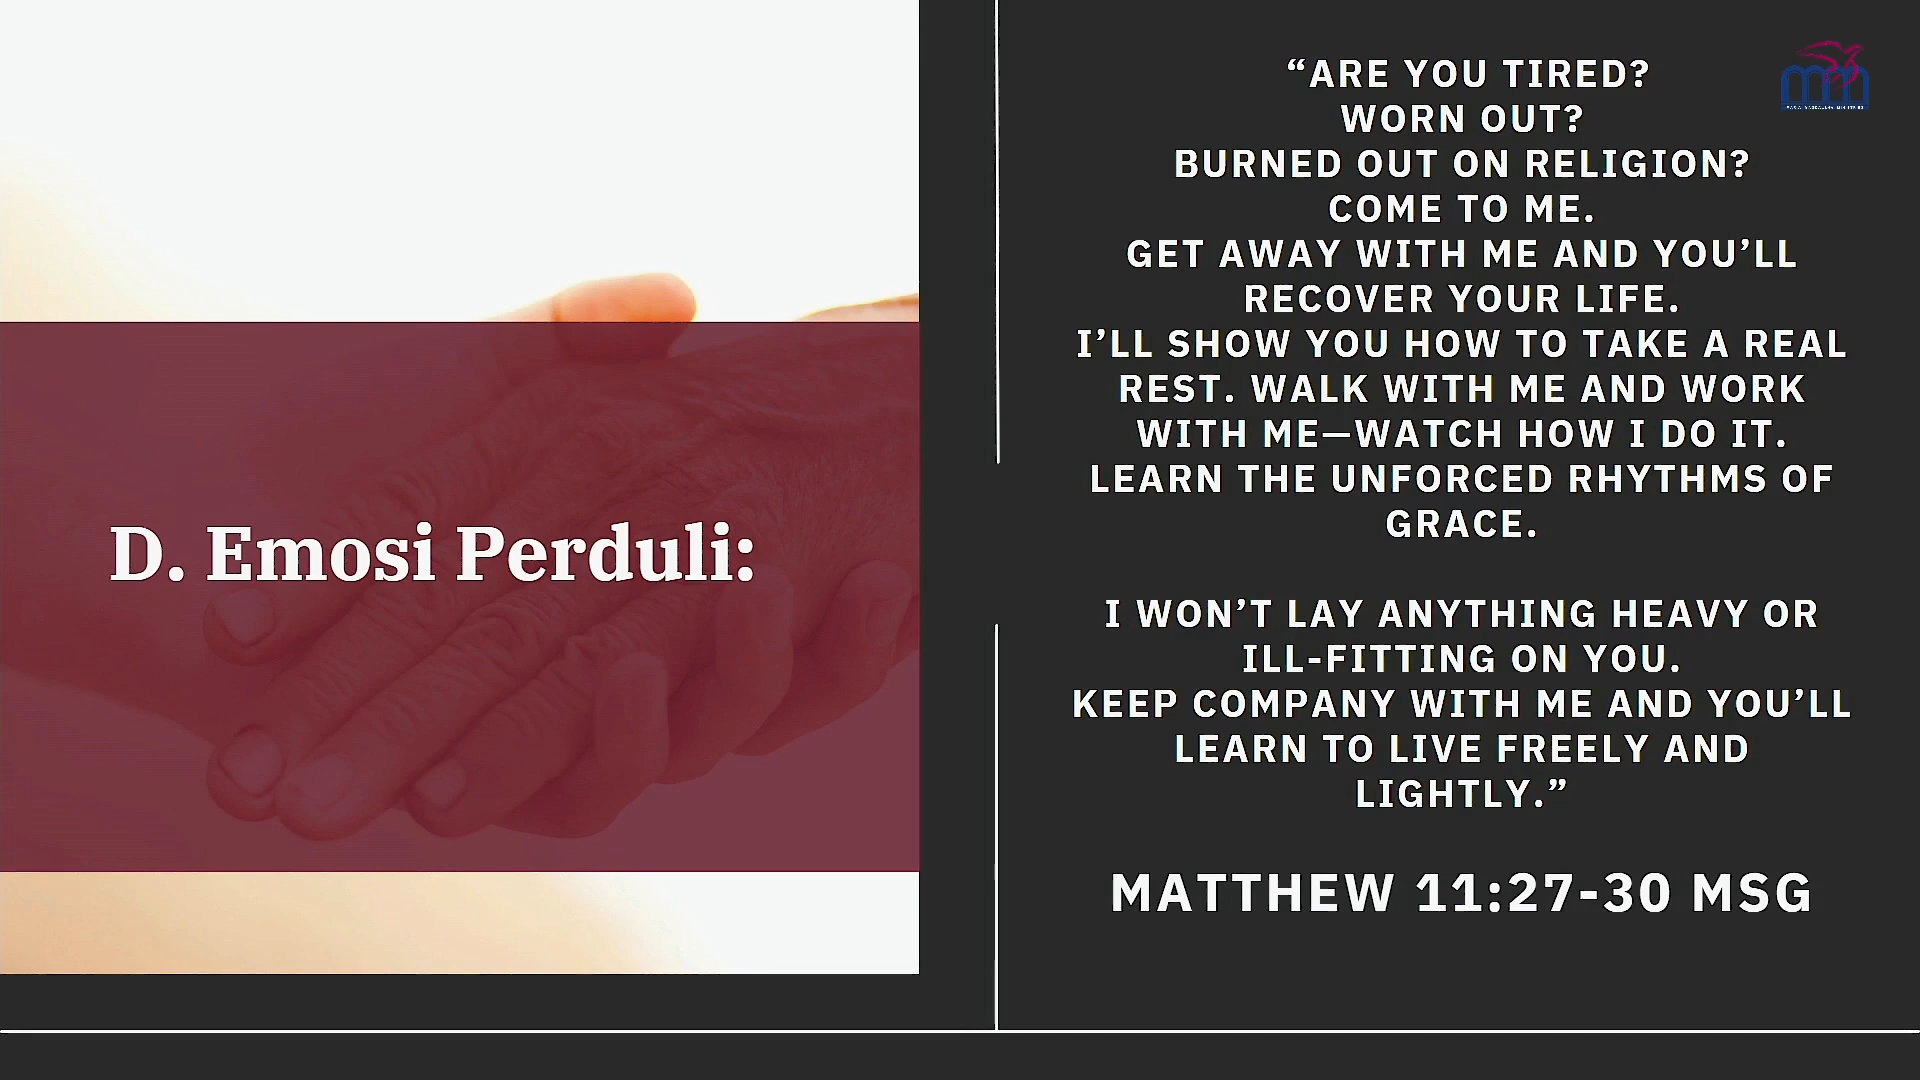 D. Emosi Perduli:
“ARE YOU TIRED?
WORN OUT?
BURNED OUT ON RELIGION?
COME TO ME.
GET AWAY WITH ME AND YOU’LL
RECOVER YOUR LIFE.
I’LL SHOW YOU HOW TO TAKE A REAL
REST. WALK WITH ME AND WORK
WITH ME—WATCH HOW I DO IT.
LEARN THE UNFORCED RHYTHMS OF
GRACE.
I WON’T LAY ANYTHING HEAVY OR
ILL-FITTING ON YOU.
KEEP COMPANY WITH ME AND YOU’LL
LEARN TO LIVE FREELY AND
LIGHTLY.”
MATTHEW 11:27-30 MSG